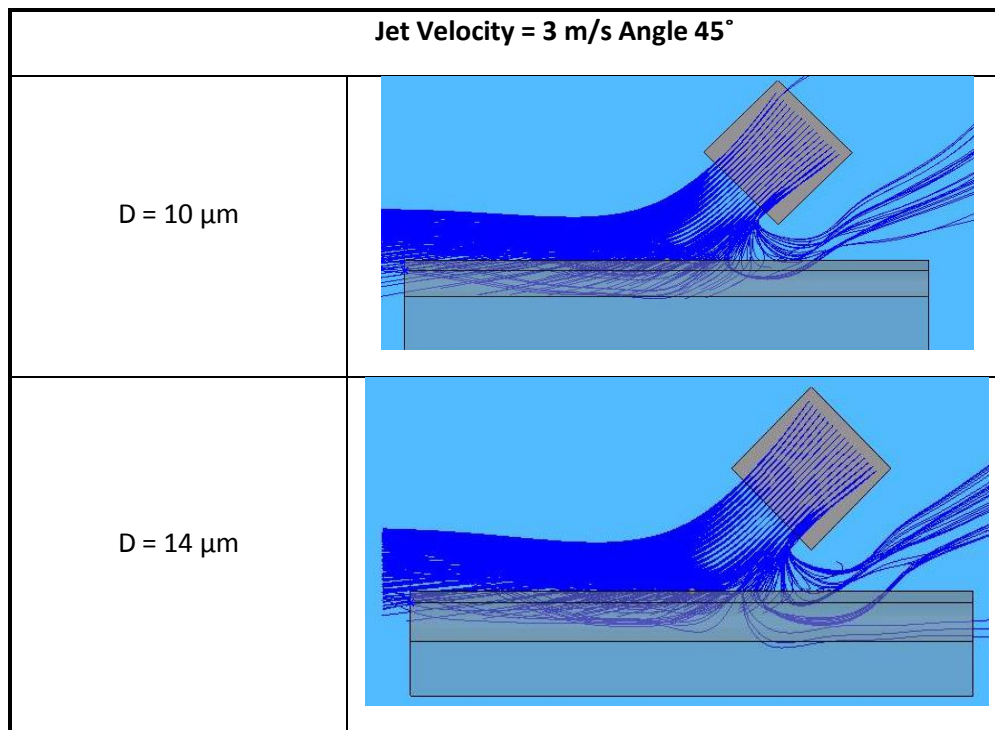 Jet Velocity = 3 m/s Angle 45˚
D = 10 µm
D = 14 µm